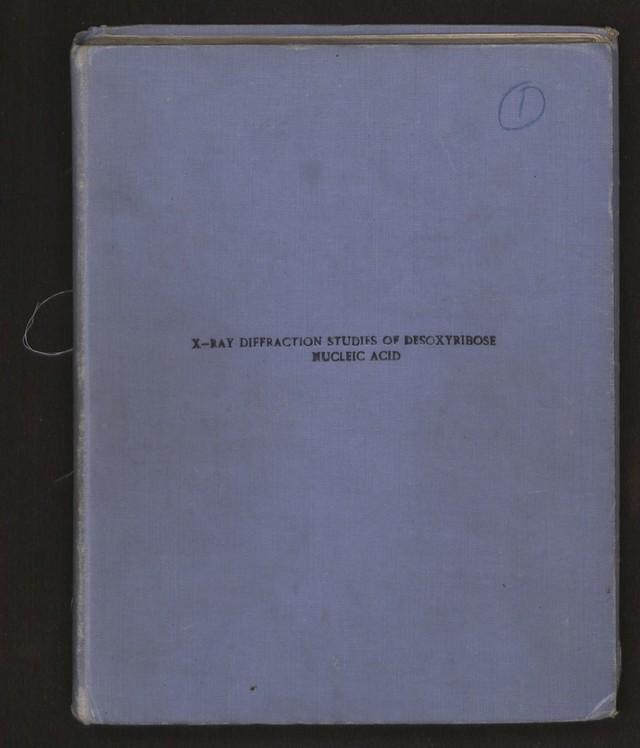 1
X-RAY DIFFRACTION STUDIES OF DESOXYRIBOSE
NUCLEIC ACID